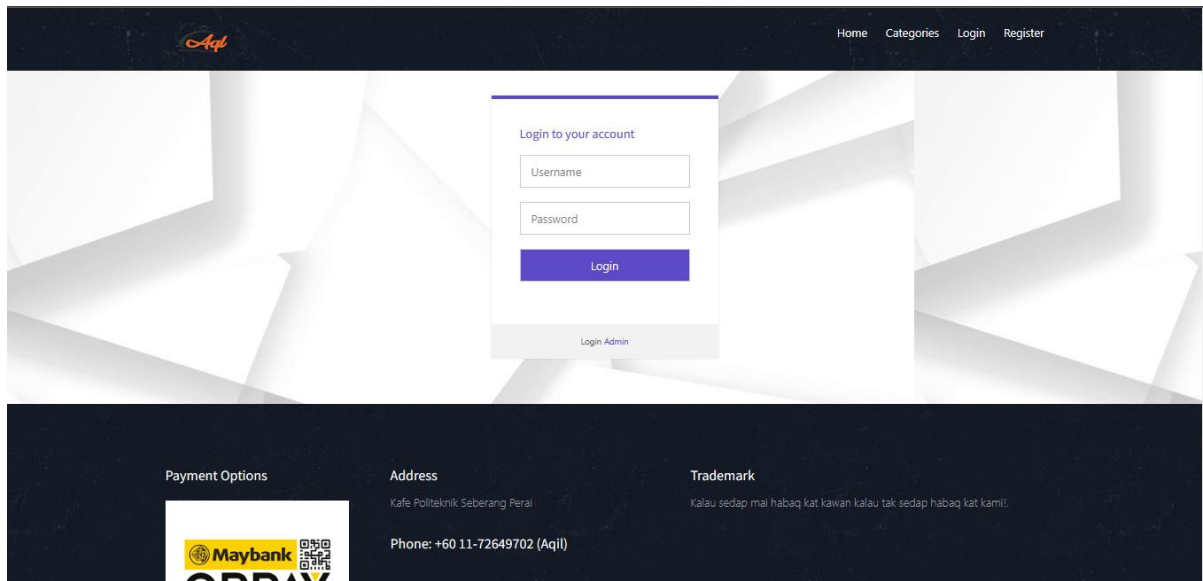 Aql
Home Categories Login Register
Login to your account
Username
Password
Login
Login Admin
Payment Options
Maybank
QRPAY
Address
Kafe Politeknik Seberang Perai
Phone: +60 11-72649702 (Aqil)
Trademark
Kalau sedap mai habaq kat kawan kalau tak sedap habaq kat kami!.